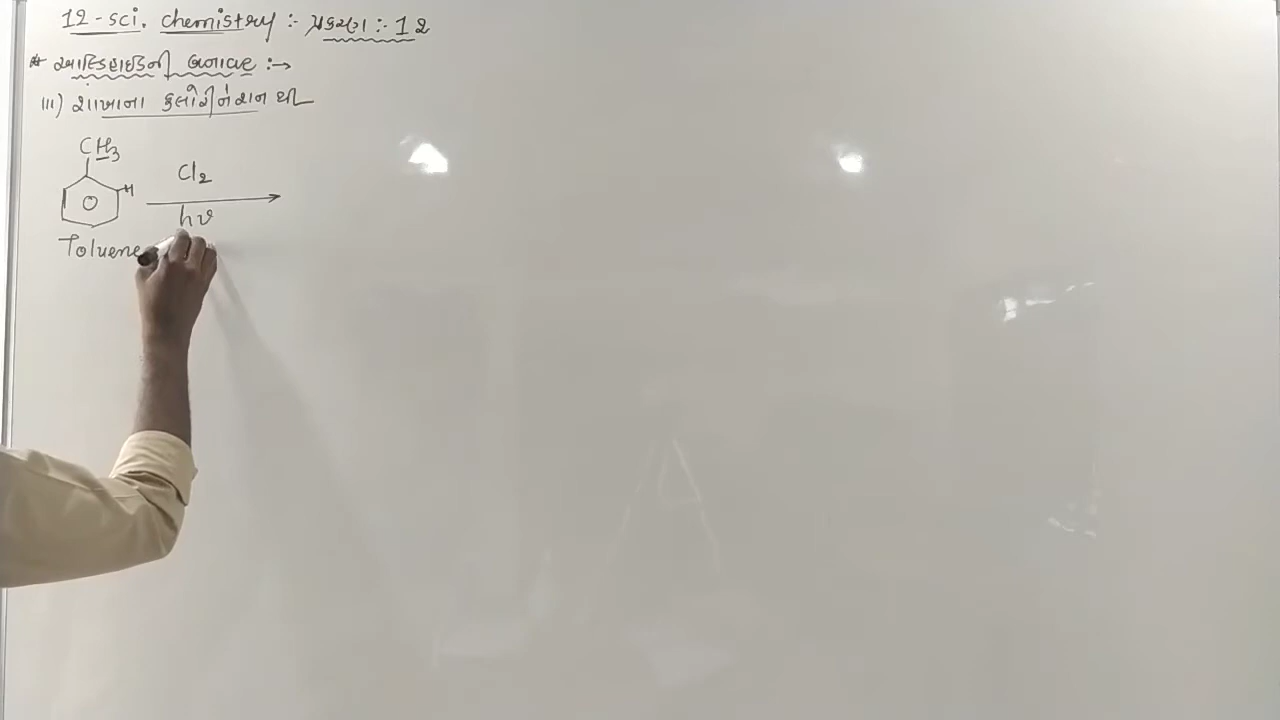 12-sci. chemistry :- પ્રકરણ :- 12
* આલ્ડિહાઇડની બનાવટ :→
III) શાખાના ક્લોરીનેશન થી
CH3
H
Cl2
hν
Toluene